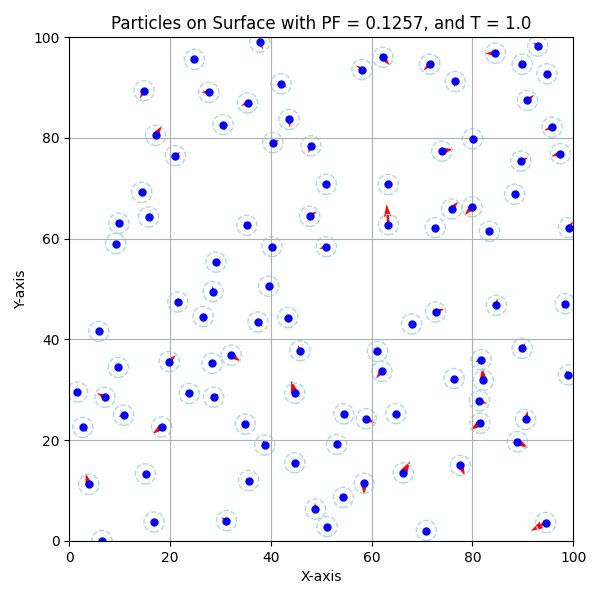 Particles on Surface with PF = 0.1257, and T = 1.0
100
80
60
40
20
0
Y-axis
0 20 40 60 80 100
X-axis